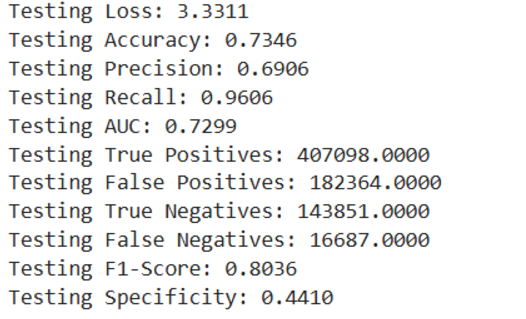 Testing Loss: 3.3311
Testing Accuracy: 0.7346
Testing Precision: 0.6906
Testing Recall: 0.9606
Testing AUC: 0.7299
Testing True Positives: 407098.0000
Testing False Positives: 182364.0000
Testing True Negatives: 143851.0000
Testing False Negatives: 16687.0000
Testing F1-Score: 0.8036
Testing Specificity: 0.4410